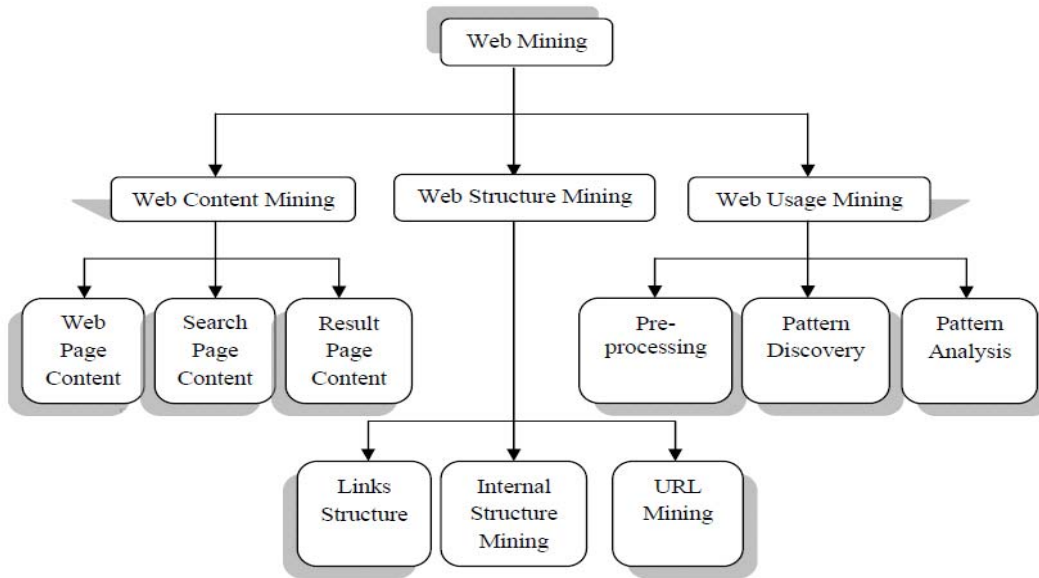 Web Mining
Web Content Mining
Web Structure Mining
Web Usage Mining
Web
Page
Content
Search
Page
Content
Result
Page
Content
Pre-
processing
Pattern
Discovery
Pattern
Analysis
Links
Structure
Internal
Structure
Mining
URL
Mining